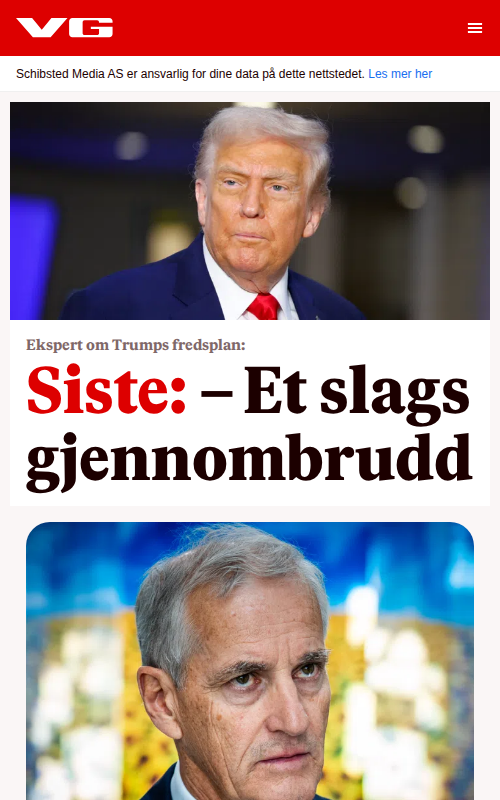 VG
Schibsted Media AS er ansvarlig for dine data på dette nettstedet. Les mer her
Ekspert om Trumps fredsplan:
Siste: – Et slags
gjennombrudd